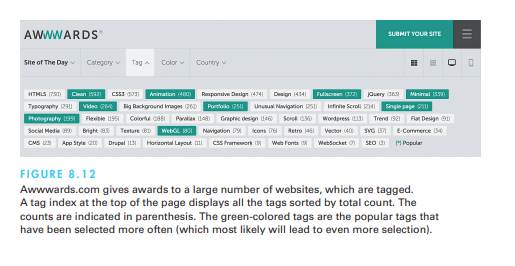 AWWWARDS®
SUBMIT YOUR SITE
Site of The Day Category Tag Color Country
HTML5 (730) Clean (592) CSS3 (573) Animation (480) Responsive Design (474) Design (434) Fullscreen (372) jQuery (363) Minimal (339)
Typography (291) Video (264) Big Background Images (261) Portfolio (251) Unusual Navigation (251) Infinite Scroll (214) Single page (211)
Photography (199) Flexible (195) Colorful (188) Parallax (148) Graphic design (146) Scroll (136) Wordpress (113) Trend (92) Flat Design (91)
Social Media (89) Bright (83) Texture (81) WebGL (80) Navigation (79) Icons (76) Retro (46) Vector (40) SVG (37) E-Commerce (34)
CMS (23) App Style (20) Drupal (13) Horizontal Layout (11) CSS Framework (9) Web Fonts (9) WebSocket (7) SEO (3) (*) Popular
FIGURE 8.12
Awwwards.com gives awards to a large number of websites, which are tagged.
A tag index at the top of the page displays all the tags sorted by total count. The
counts are indicated in parenthesis. The green-colored tags are the popular tags that
have been selected more often (which most likely will lead to even more selection).